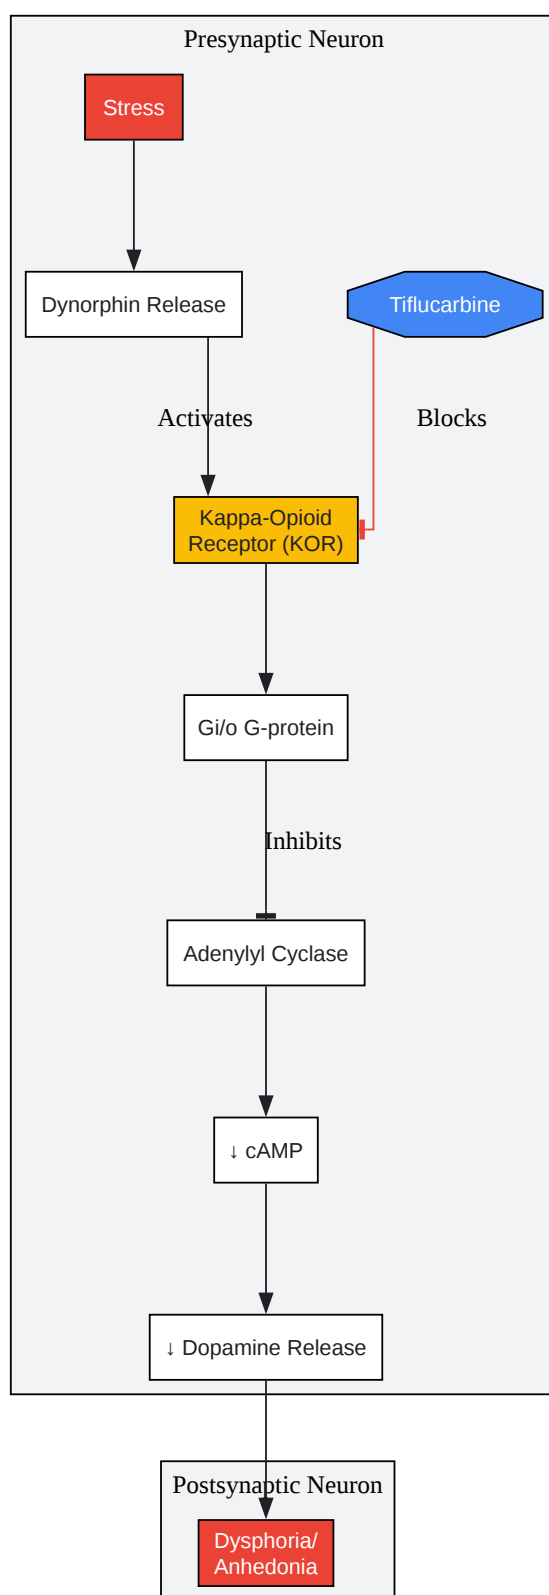 Presynaptic Neuron
Stress
Dynorphin Release
Tiflucarbine
Activates
Blocks
Kappa-Opioid
Receptor (KOR)
Gi/o G-protein
Inhibits
Adenylyl Cyclase
↓ cAMP
↓ Dopamine Release
Postsynaptic Neuron
Dysphoria/
Anhedonia